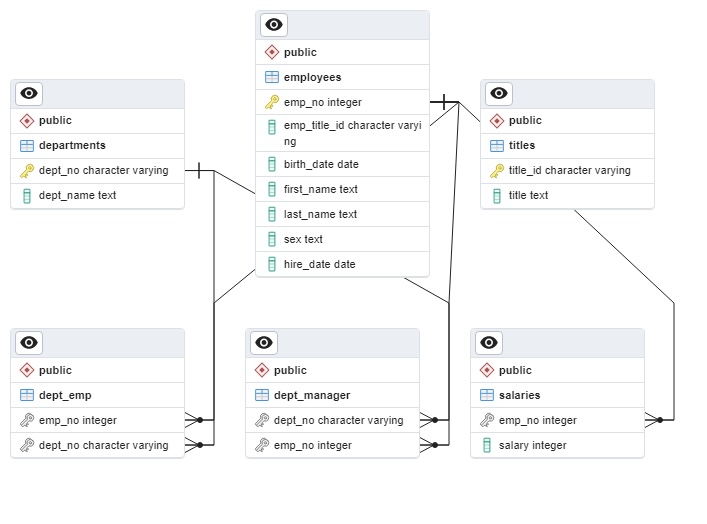 public
employees
emp_no integer
emp_title_id character varyi
ng
birth_date date
first_name text
last_name text
sex text
hire_date date
public
departments
dept_no character varying
dept_name text
public
titles
title_id character varying
title text
public
dept_emp
emp_no integer
dept_no character varying
public
dept_manager
dept_no character varying
emp_no integer
public
salaries
emp_no integer
salary integer